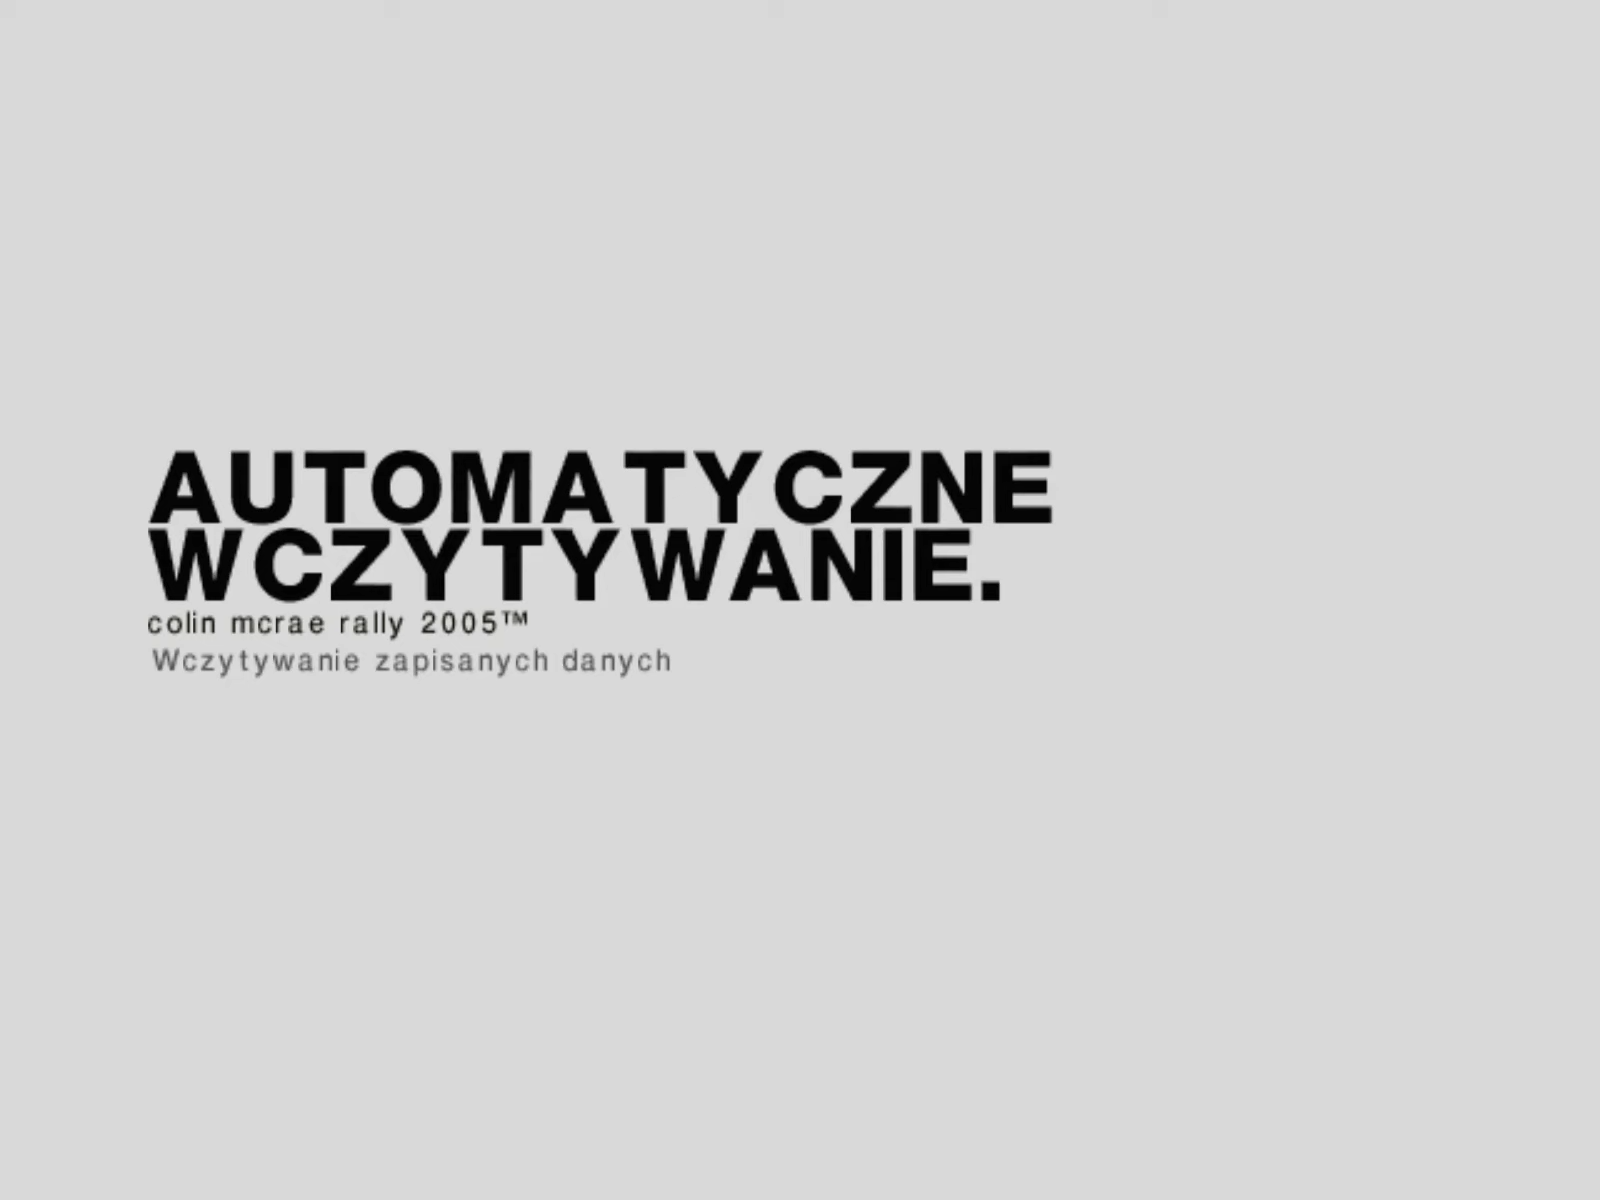 AUTOMATYCZNE
WCZYTYWANIE.
colin mcrae rally 2005™
Wczytywanie zapisanych danych